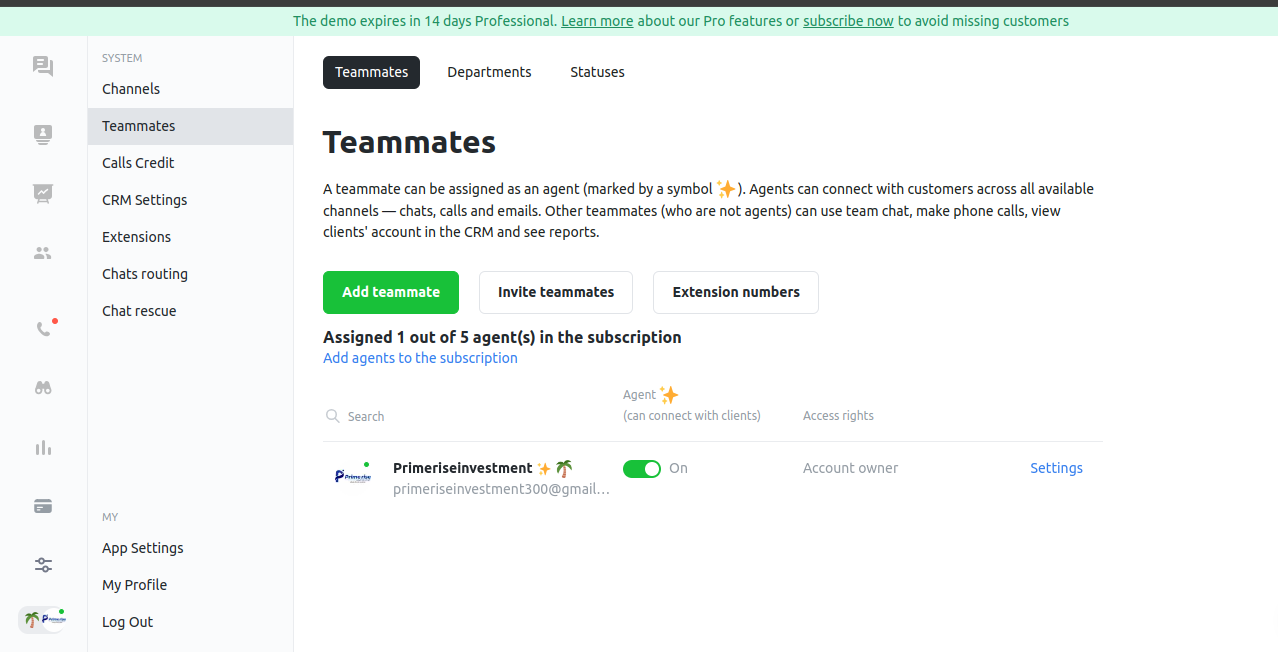 The demo expires in 14 days Professional. Learn more about our Pro features or subscribe now to avoid missing customers
SYSTEM
Channels
Teammates
Calls Credit
CRM Settings
Extensions
Chats routing
Chat rescue
MY
App Settings
My Profile
Log Out
Teammates Departments Statuses
Teammates
A teammate can be assigned as an agent (marked by a symbol ✨). Agents can connect with customers across all available
channels — chats, calls and emails. Other teammates (who are not agents) can use team chat, make phone calls, view
clients' account in the CRM and see reports.
Add teammate Invite teammates Extension numbers
Assigned 1 out of 5 agent(s) in the subscription
Add agents to the subscription
Agent ✨
Search (can connect with clients) Access rights
Primeriseinvestment ✨🌴 On Account owner Settings
primeriseinvestment300@gmail...